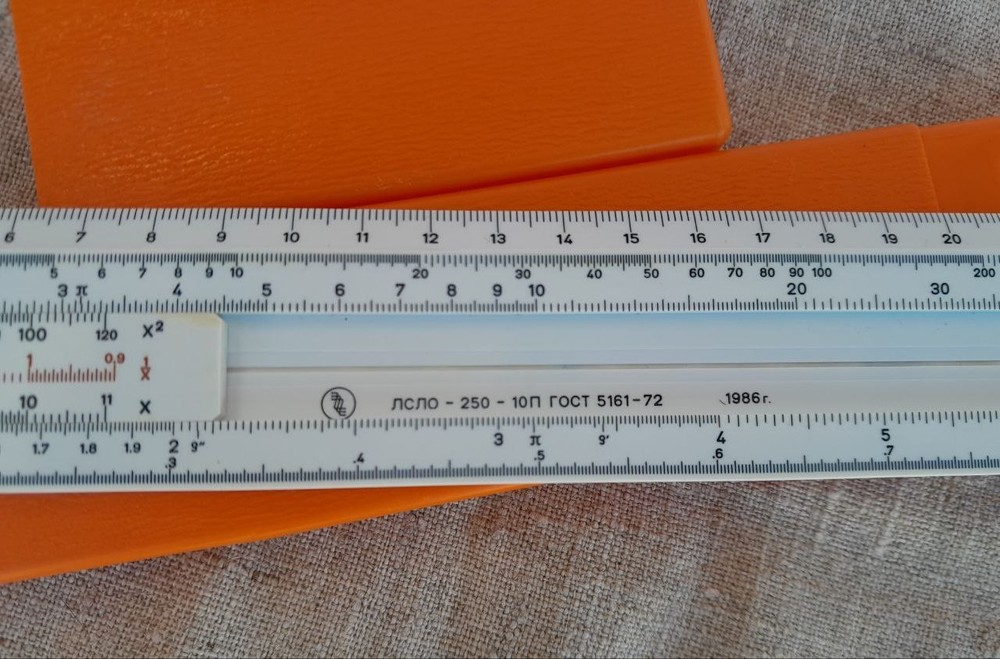 6 7 8 9 10 11 12 13 14 15 16 17 18 19 20
5 6 7 8 9 10 20 30 40 50 60 70 80 90 100 200
3 π 4 5 6 7 8 9 10 20 30
100 120 X²
1 0,9 1/X
10 11 X
ЛСЛО - 250 - 10П ГОСТ 5161-72 1986г.
1.7 1.8 1.9 2 9" 3 π 9' 4 5
.3 .4 .5 .6 .7